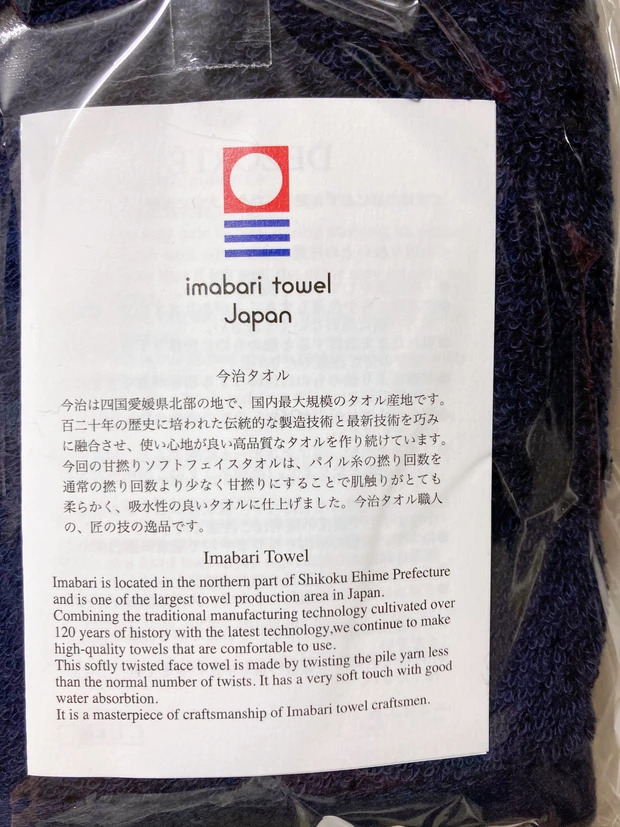 imabari towel
Japan
今治タオル
今治は四国愛媛県北部の地で、国内最大規模のタオル産地です。
百二十年の歴史に培われた伝統的な製造技術と最新技術を巧み
に融合させ、使い心地が良い高品質なタオルを作り続けています。
今回の甘撚りソフトフェイスタオルは、パイル糸の撚り回数を
通常の撚り回数より少なく甘撚りにすることで肌触りがとても
柔らかく、吸水性の良いタオルに仕上げました。今治タオル職人
の、匠の技の逸品です。
Imabari Towel
Imabari is located in the northern part of Shikoku Ehime Prefecture
and is one of the largest towel production area in Japan.
Combining the traditional manufacturing technology cultivated over
120 years of history with the latest technology,we continue to make
high-quality towels that are comfortable to use.
This softly twisted face towel is made by twisting the pile yarn less
than the normal number of twists. It has a very soft touch with good
water absorbtion.
It is a masterpiece of craftsmanship of Imabari towel craftsmen.